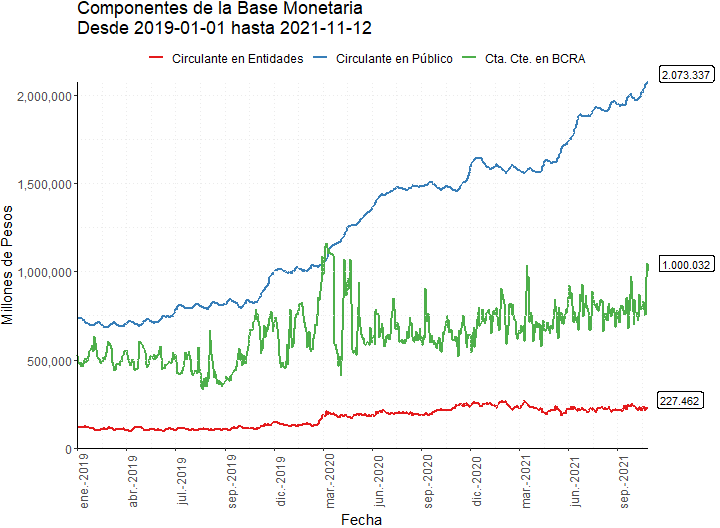 Componentes de la Base Monetaria
Desde 2019-01-01 hasta 2021-11-12
Circulante en Entidades
Circulante en Público
Cta. Cte. en BCRA
2.073.337
2,000,000
1,500,000
Millones de Pesos
1.000.032
1,000,000
500,000
227.462
0
ene.-2019
abr.-2019
jul.-2019
sep.-2019
dic.-2019
mar.-2020
jun.-2020
sep.-2020
dic.-2020
mar.-2021
jun.-2021
sep.-2021
Fecha